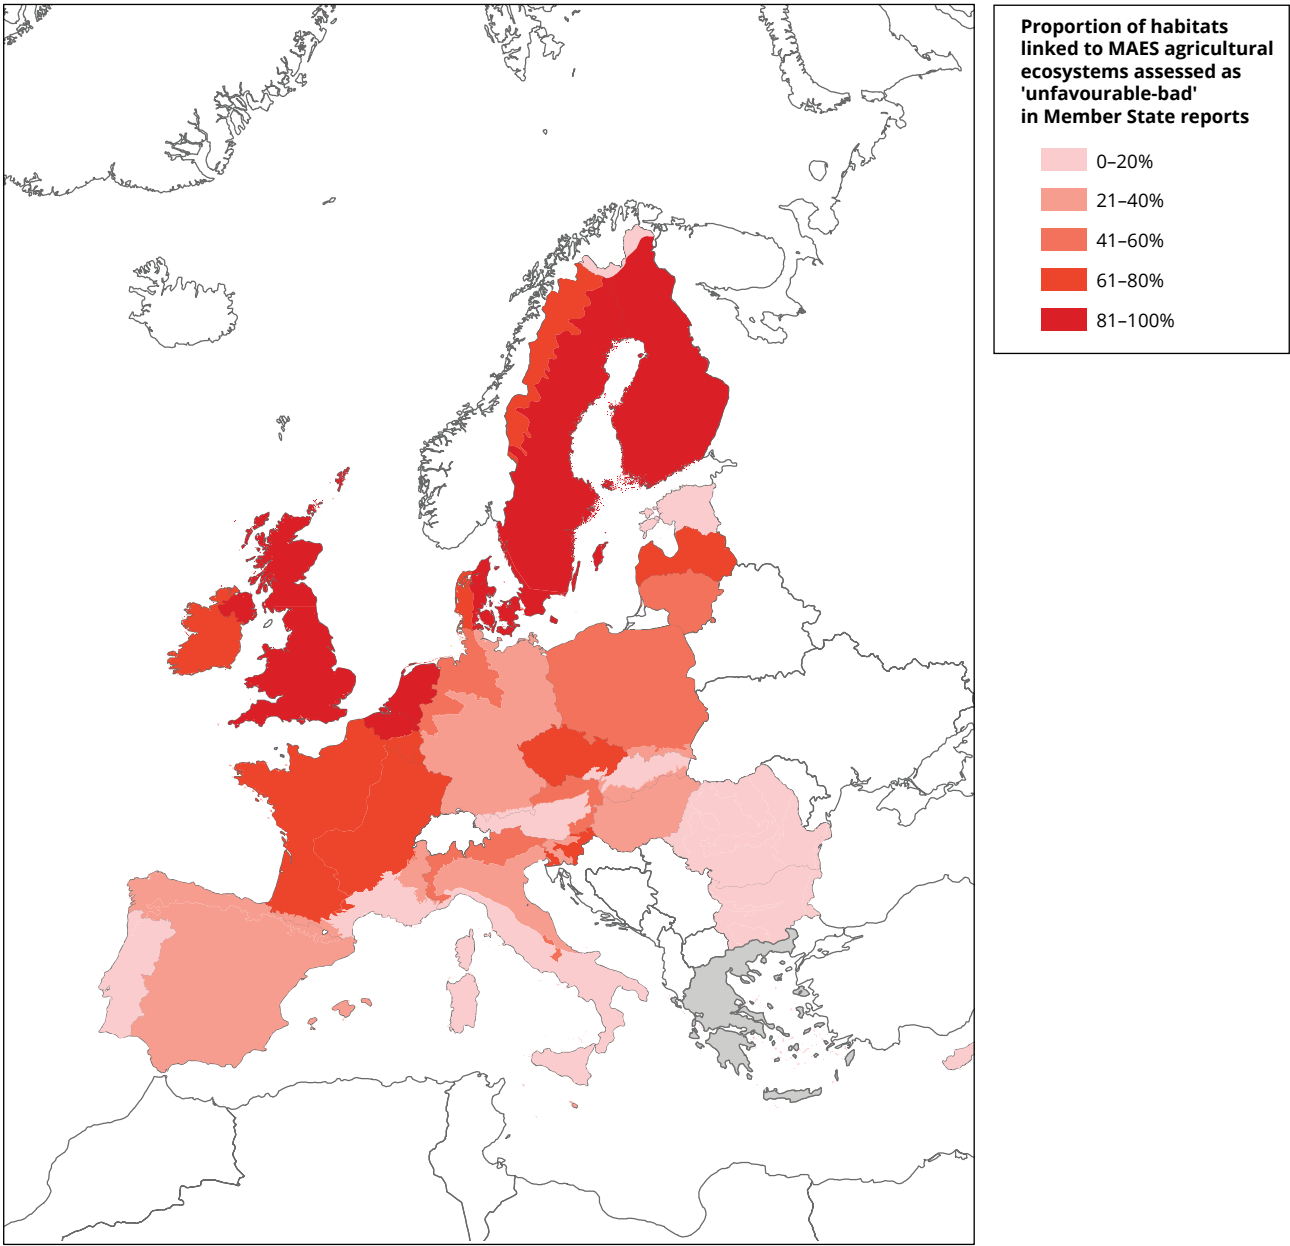 Proportion of habitats
linked to MAES agricultural
ecosystems assessed as
'unfavourable-bad'
in Member State reports
0–20%
21–40%
41–60%
61–80%
81–100%